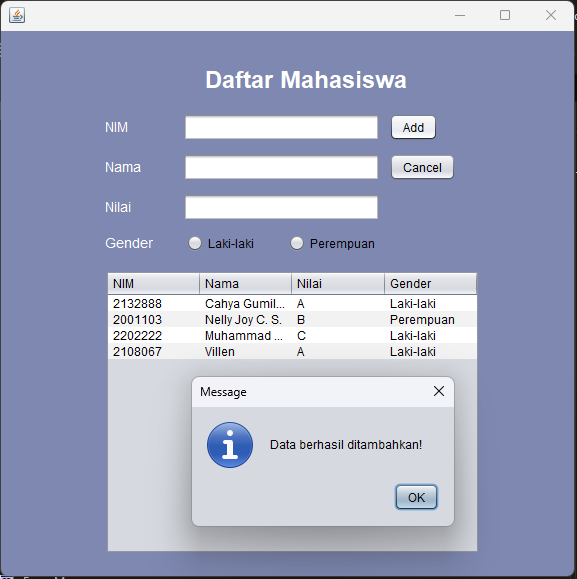 Daftar Mahasiswa
NIM Add
Nama Cancel
Nilai
Gender Laki-laki Perempuan
NIM Nama Nilai Gender
2132888 Cahya Gumil... A Laki-laki
2001103 Nelly Joy C. S. B Perempuan
2202222 Muhammad ... C Laki-laki
2108067 Villen A Laki-laki
Message
Data berhasil ditambahkan!
OK